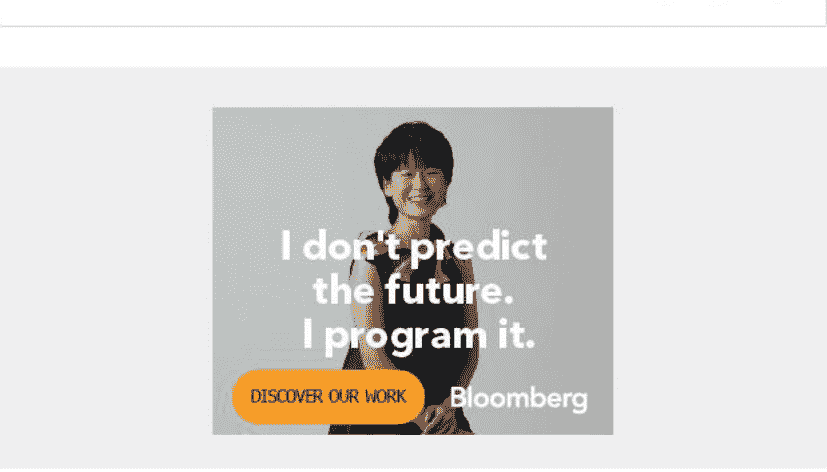 I don't predict
the future.
I program it.
DISCOVER OUR WORK
Bloomberg